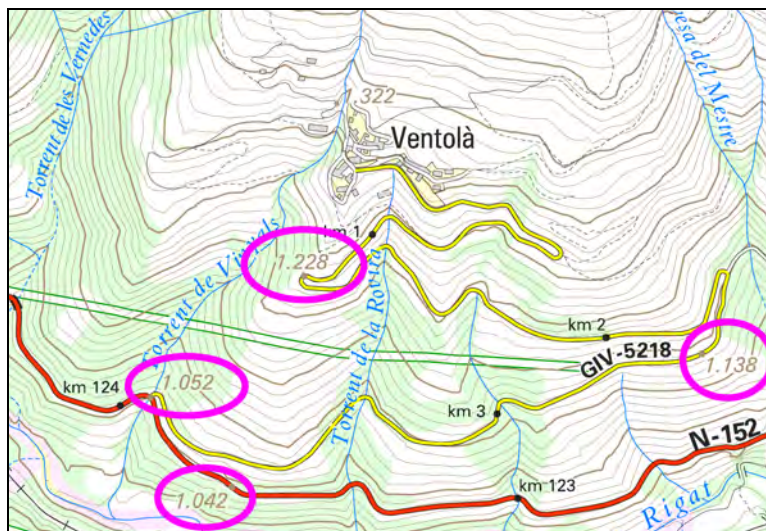 Torrent de les Vernedes
esa del Mestre
1.322
Ventolà
km 1
1.228
Torrent de Vinyals
Torrent de la Rovira
km 2
GIV-5218
1.138
km 124
1.052
km 3
N-152
1.042
km 123
Rigat